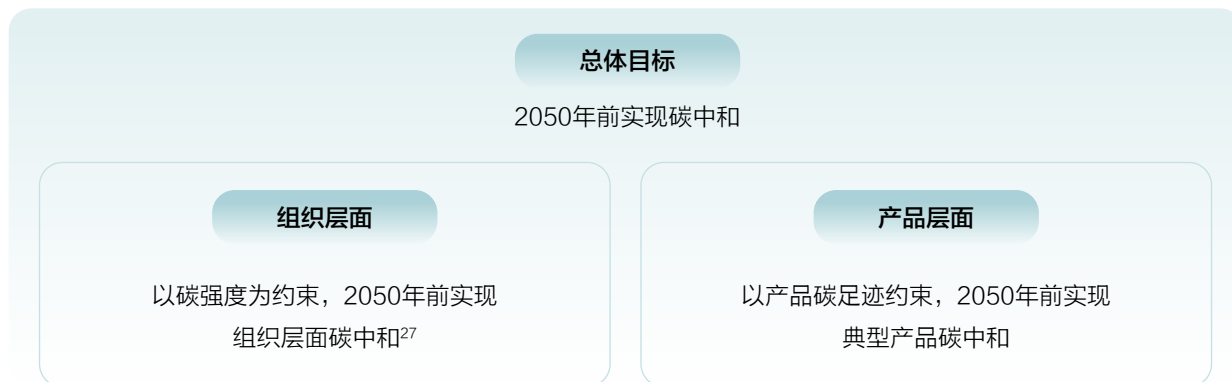 总体目标
2050年前实现碳中和
组织层面
以碳强度为约束，2050年前实现
组织层面碳中和27
产品层面
以产品碳足迹约束，2050年前实现
典型产品碳中和